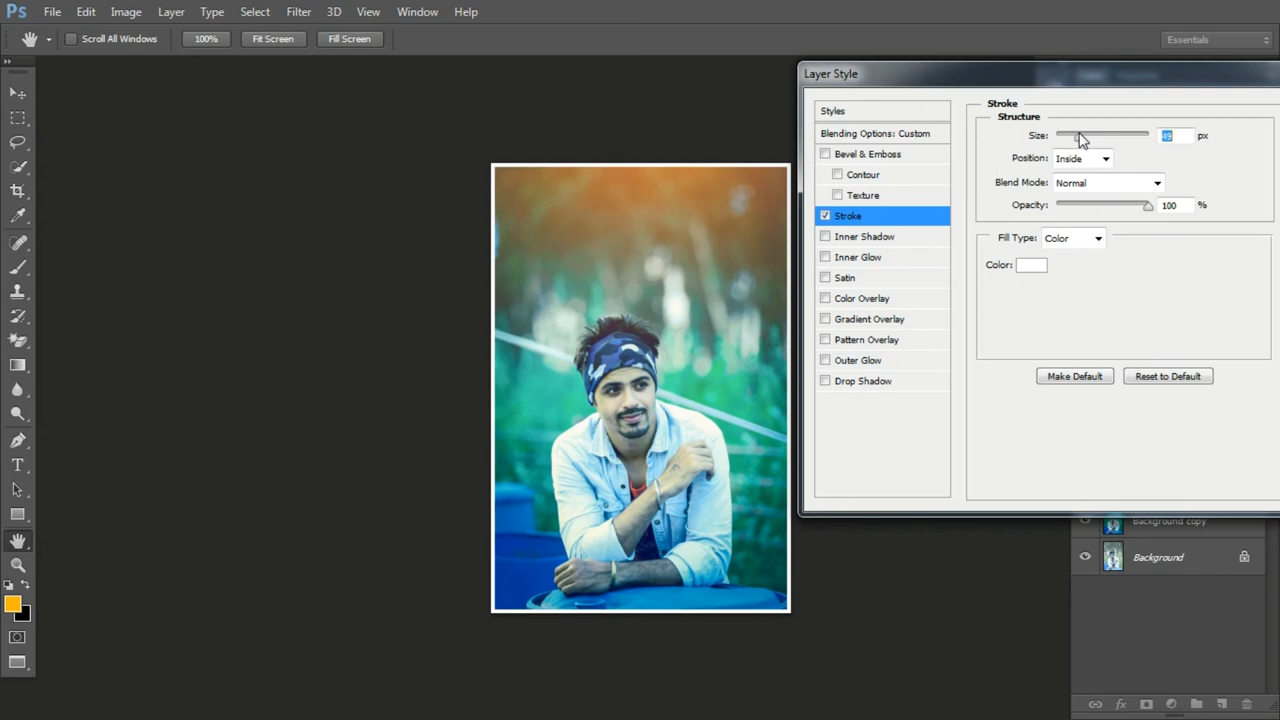 Ps File Edit Image Layer Type Select Filter 3D View Window Help
Scroll All Windows 100% Fit Screen Fill Screen Essentials
Layer Style
Styles
Blending Options: Custom
Bevel & Emboss
Contour
Texture
Stroke
Inner Shadow
Inner Glow
Satin
Color Overlay
Gradient Overlay
Pattern Overlay
Outer Glow
Drop Shadow
Stroke
Structure
Size: 49 px
Position: Inside
Blend Mode: Normal
Opacity: 100 %
Fill Type: Color
Color:
Make Default Reset to Default
Background copy
Background
fx